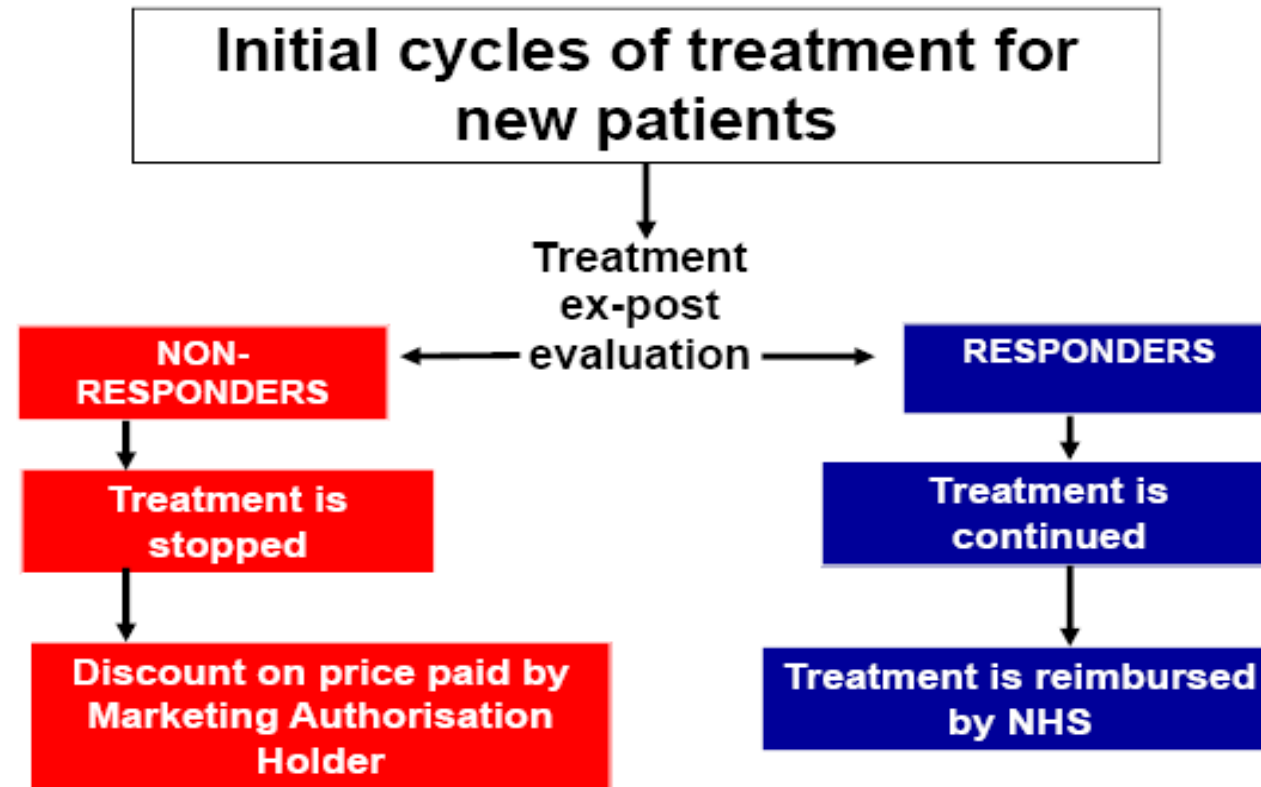 Initial cycles of treatment for
new patients
Treatment
ex-post
evaluation
NON-
RESPONDERS
RESPONDERS
Treatment is
stopped
Treatment is
continued
Discount on price paid by
Marketing Authorisation
Holder
Treatment is reimbursed
by NHS